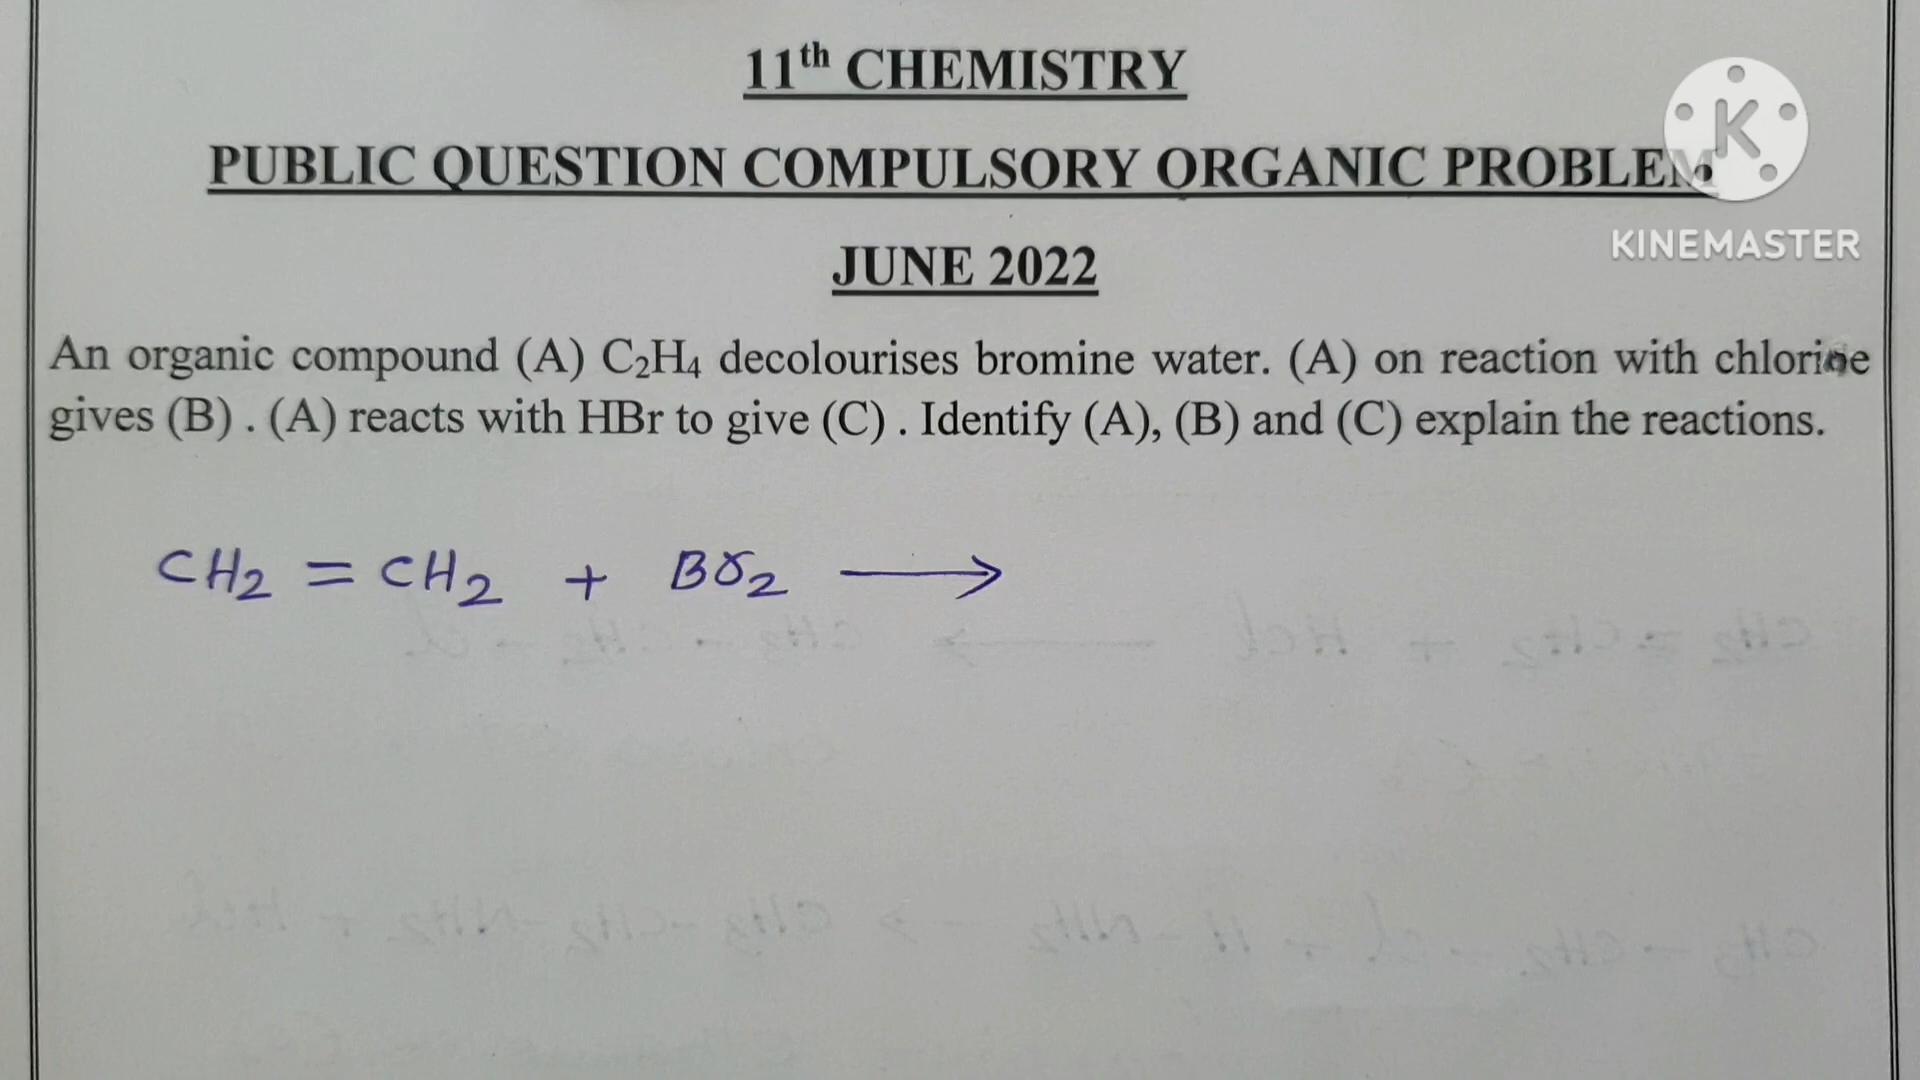 11th CHEMISTRY
PUBLIC QUESTION COMPULSORY ORGANIC PROBLEM
K
KINEMASTER
JUNE 2022
An organic compound (A) C₂H₄ decolourises bromine water. (A) on reaction with chlorine
gives (B) . (A) reacts with HBr to give (C) . Identify (A), (B) and (C) explain the reactions.
CH₂ = CH₂ + Br₂ ⟶